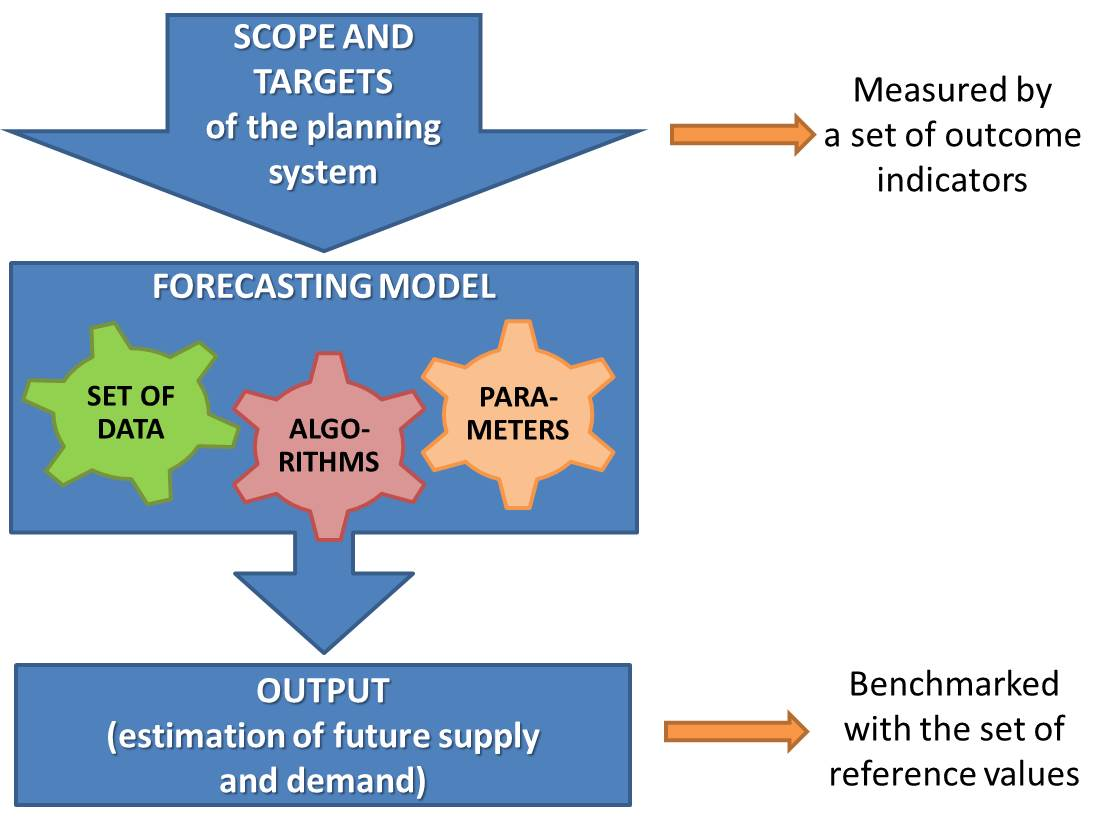 SCOPE AND
TARGETS
of the planning
system
Measured by
a set of outcome
indicators
FORECASTING MODEL
SET OF
DATA
ALGO-
RITHMS
PARA-
METERS
OUTPUT
(estimation of future supply
and demand)
Benchmarked
with the set of
reference values